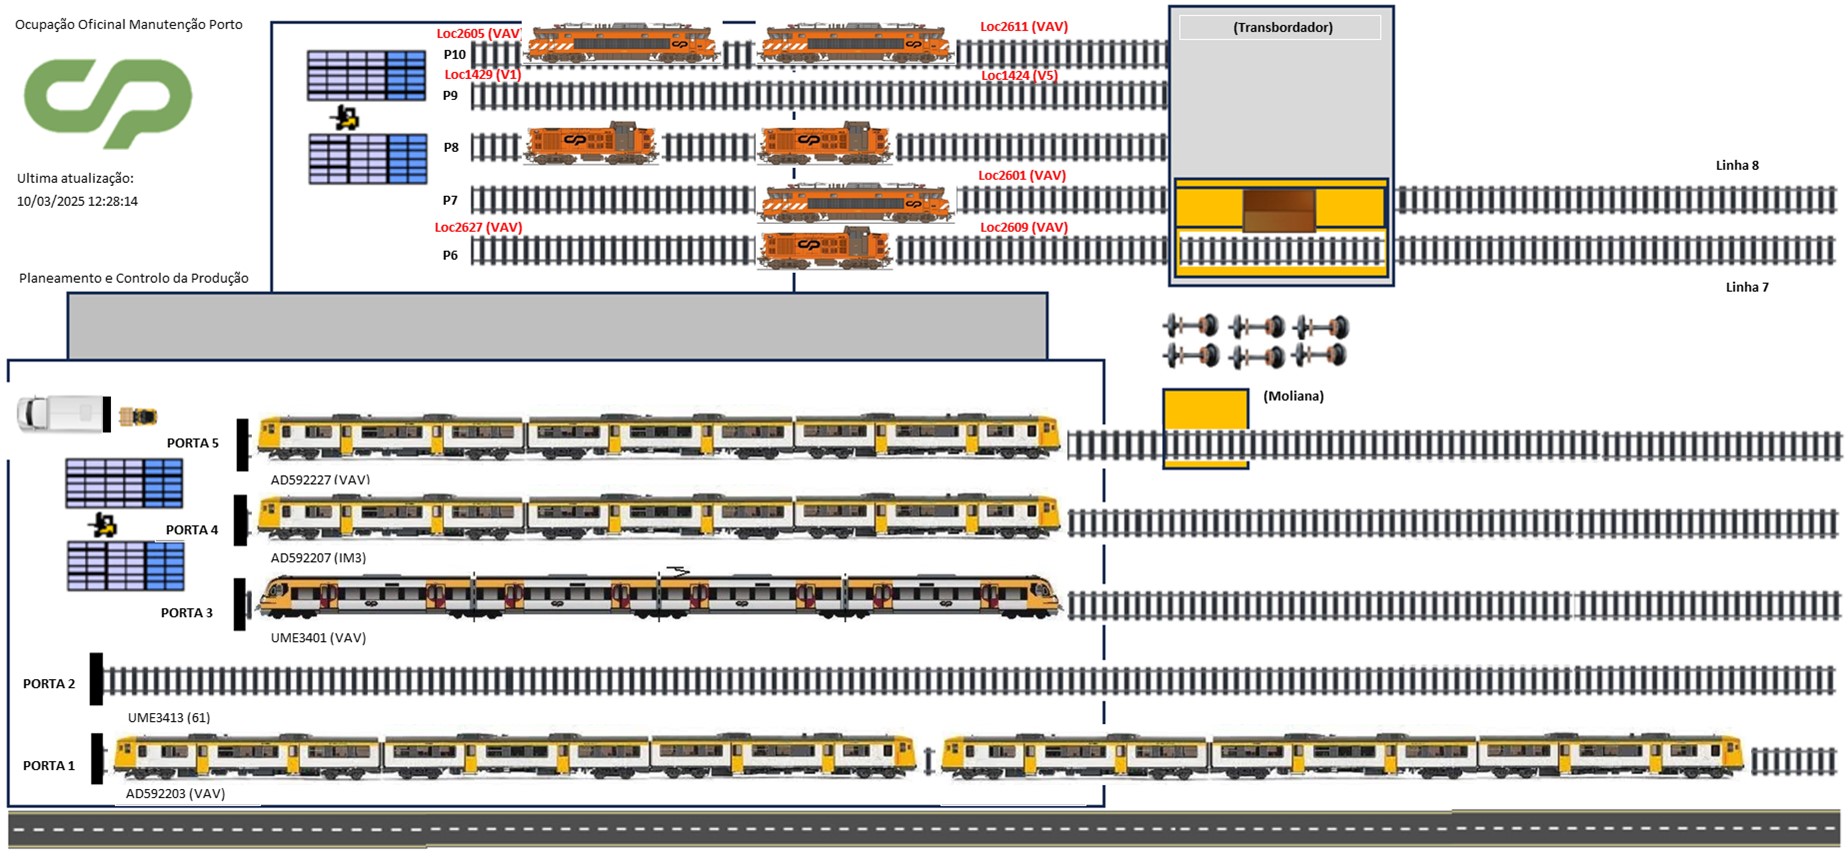 Ocupação Oficinal Manutenção Porto
CP
Ultima atualização:
10/03/2025 12:28:14
Planeamento e Controlo da Produção
Loc2605 (VAV)
Loc2611 (VAV)
P10
Loc1429 (V1)
Loc1424 (V5)
P9
P8
Loc2601 (VAV)
P7
Loc2627 (VAV)
Loc2609 (VAV)
P6
(Transbordador)
Linha 8
Linha 7
(Moliana)
PORTA 5
AD592227 (VAV)
PORTA 4
AD592207 (IM3)
PORTA 3
UME3401 (VAV)
PORTA 2
UME3413 (61)
PORTA 1
AD592203 (VAV)